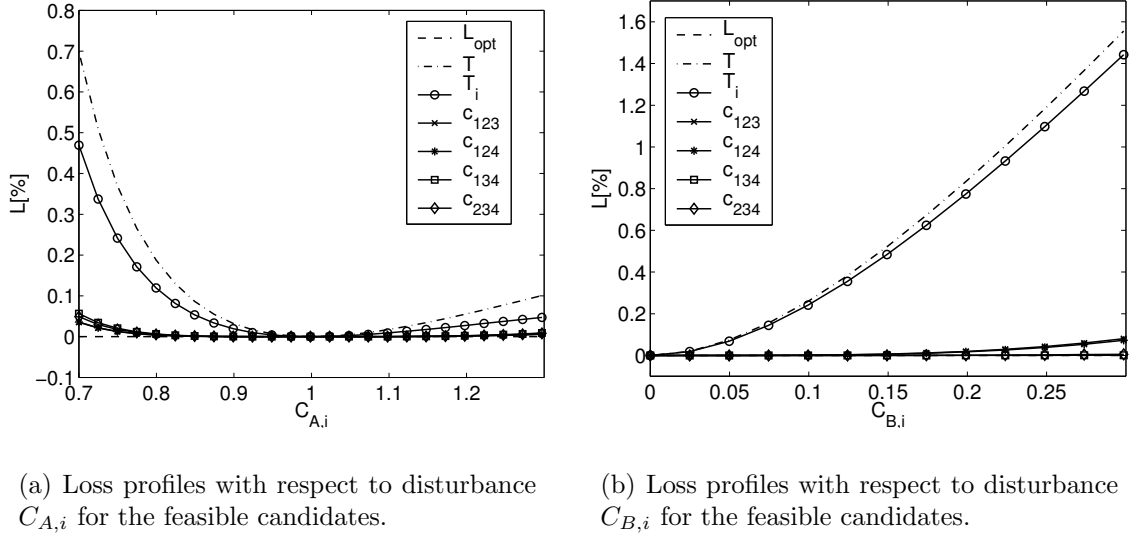 0.8
0.7
0.6
0.5
0.4
0.3
0.2
0.1
0
−0.1
L[%]
0.7
0.8
0.9
1
1.1
1.2
C_{A,i}
L_{opt}
T
T_i
c_{123}
c_{124}
c_{134}
c_{234}
(a) Loss profiles with respect to disturbance
C_{A,i} for the feasible candidates.
1.6
1.4
1.2
1
0.8
0.6
0.4
0.2
0
L[%]
0
0.05
0.1
0.15
0.2
0.25
C_{B,i}
L_{opt}
T
T_i
c_{123}
c_{124}
c_{134}
c_{234}
(b) Loss profiles with respect to disturbance
C_{B,i} for the feasible candidates.